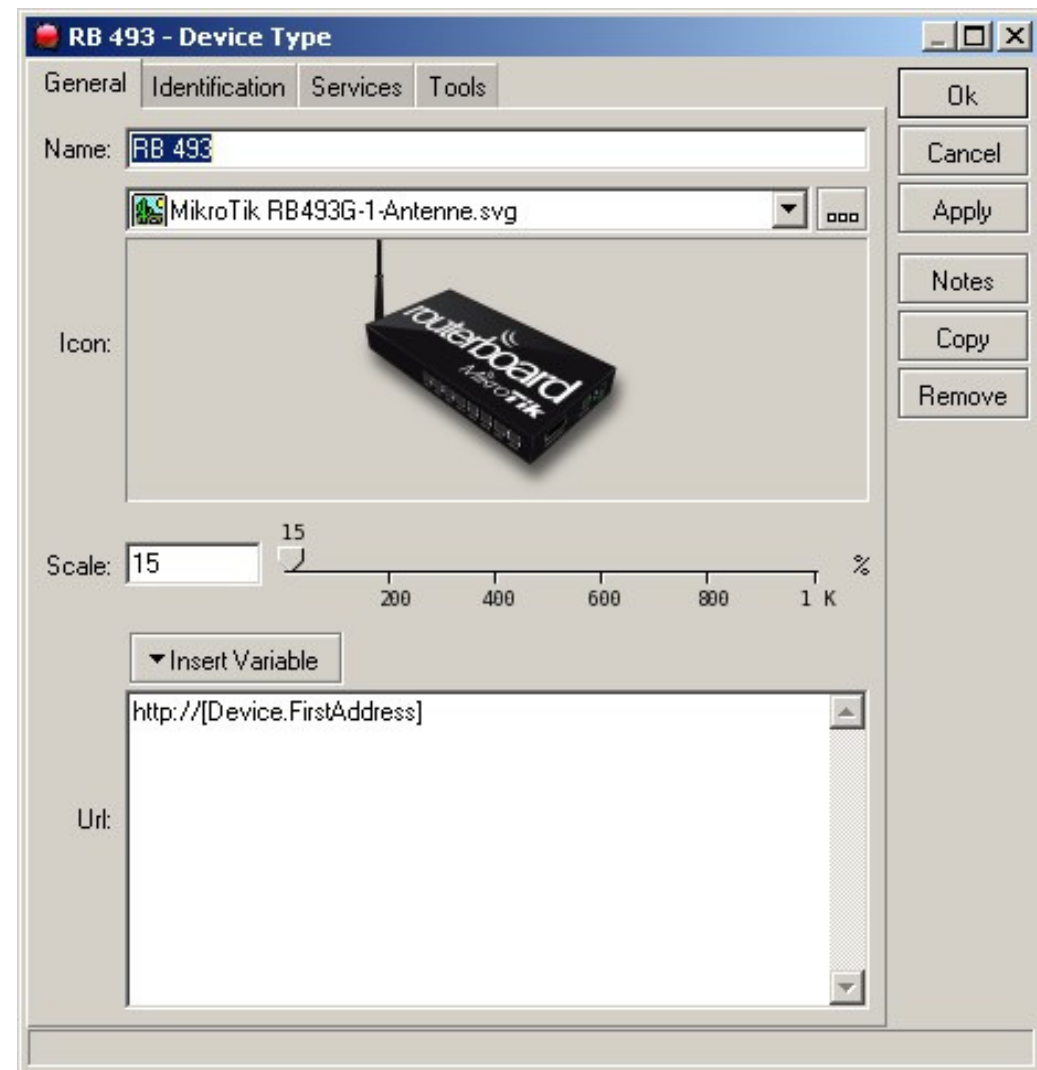 RB 493 - Device Type
General Identification Services Tools
Ok
Name: RB 493
Cancel
MikroTik RB493G-1-Antenne.svg
Apply
Notes
Icon:
routerboard
MikroTik
Copy
Remove
15
Scale: 15 %
200 400 600 800 1 K
Insert Variable
http://[Device.FirstAddress]
Url: